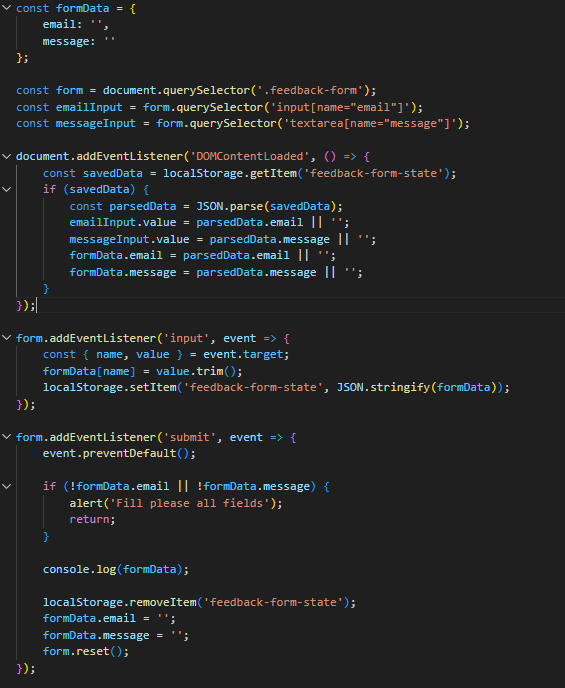 const formData = {
    email: '',
    message: ''
};

const form = document.querySelector('.feedback-form');
const emailInput = form.querySelector('input[name="email"]');
const messageInput = form.querySelector('textarea[name="message"]');

document.addEventListener('DOMContentLoaded', () => {
    const savedData = localStorage.getItem('feedback-form-state');
    if (savedData) {
        const parsedData = JSON.parse(savedData);
        emailInput.value = parsedData.email || '';
        messageInput.value = parsedData.message || '';
        formData.email = parsedData.email || '';
        formData.message = parsedData.message || '';
    }
});

form.addEventListener('input', event => {
    const { name, value } = event.target;
    formData[name] = value.trim();
    localStorage.setItem('feedback-form-state', JSON.stringify(formData));
});

form.addEventListener('submit', event => {
    event.preventDefault();

    if (!formData.email || !formData.message) {
        alert('Fill please all fields');
        return;
    }

    console.log(formData);

    localStorage.removeItem('feedback-form-state');
    formData.email = '';
    formData.message = '';
    form.reset();
});